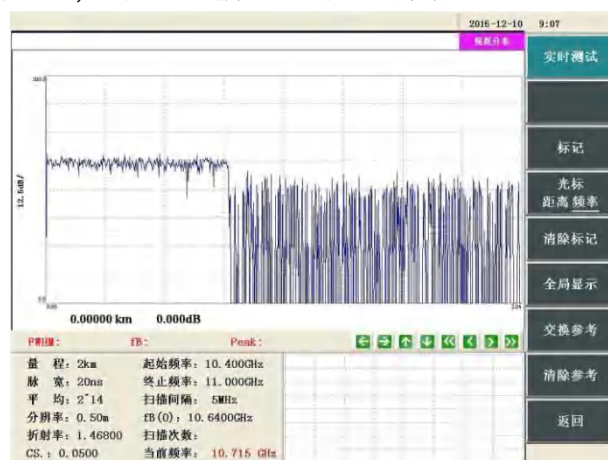 2016-12-10 9:07
损耗分布
实时测试
标记
光标
距离 频率
清除标记
全局显示
交换参考
清除参考
返回
12.5dB/
0.00000 km 0.000dB
FWHM: fB: Peak:
量 程: 2km 起始频率: 10.400GHz
脉 宽: 20ns 终止频率: 11.000GHz
平 均: 2^14 扫描间隔: 5MHz
分辨率: 0.50m fB(0): 10.6400GHz
折射率: 1.46800 扫描次数:
CS.: 0.0500 当前频率: 10.715 GHz